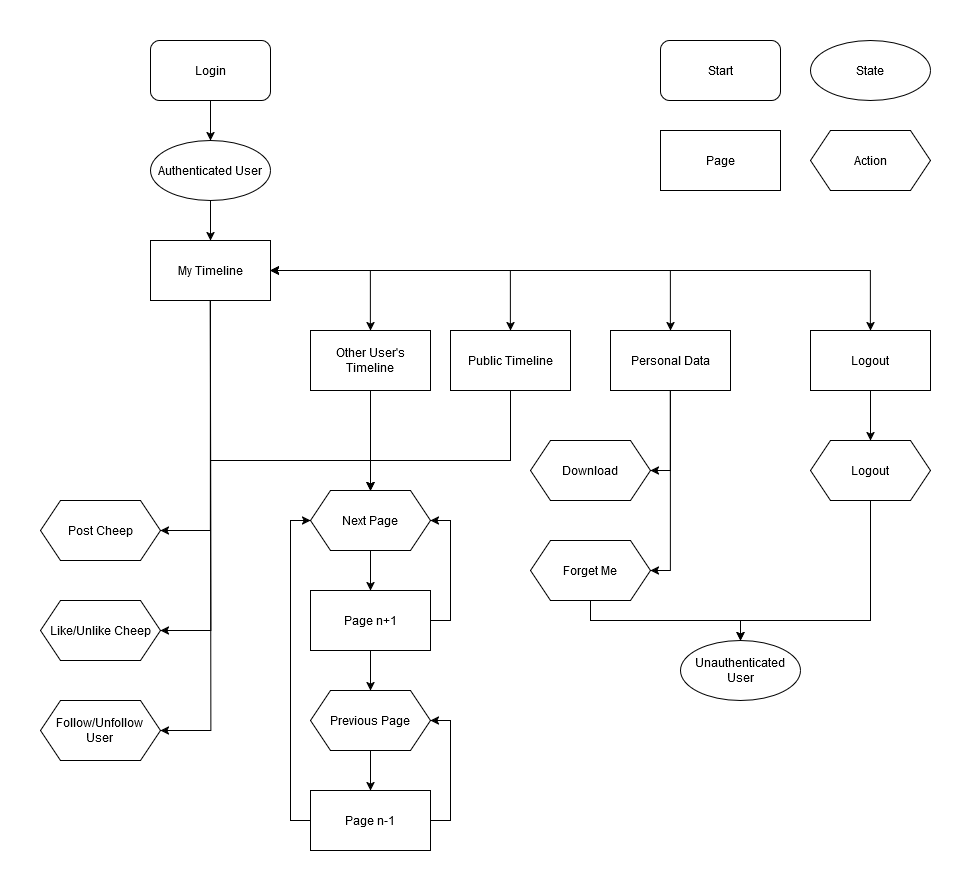 Login
Start
State
Authenticated User
Page
Action
My Timeline
Other User's
Timeline
Public Timeline
Personal Data
Logout
Download
Logout
Post Cheep
Next Page
Forget Me
Like/Unlike Cheep
Page n+1
Unauthenticated
User
Follow/Unfollow
User
Previous Page
Page n-1